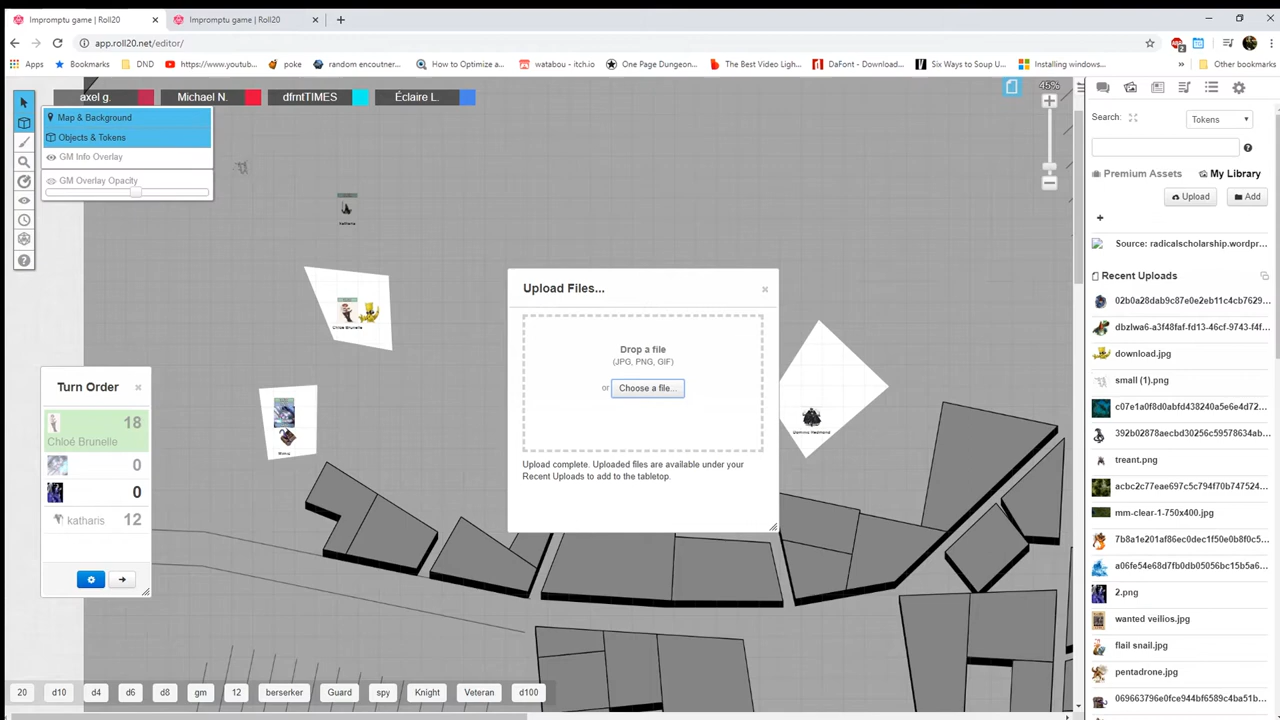 Impromptu game | Roll20
Impromptu game | Roll20
app.roll20.net/editor/
2
Apps
Bookmarks
DND
https://www.youtub...
poke
random encoutner...
How to Optimize a...
watabou - itch.io
One Page Dungeon...
The Best Video Ligh...
DaFont - Download...
Six Ways to Soup U...
Installing windows...
»
Other bookmarks
axel g.
Michael N.
dfrntTIMES
Éclaire L.
45%
Map & Background
Objects & Tokens
GM Info Overlay
GM Overlay Opacity
katharis
Chloé Brunelle
Turn Order
18
Chloé Brunelle
0
0
katharis 12
Upload Files...
Drop a file
(JPG, PNG, GIF)
or Choose a file...
Upload complete. Uploaded files are available under your
Recent Uploads to add to the tabletop.
20
d10
d4
d6
d8
gm
12
berserker
Guard
spy
Knight
Veteran
d100
Search:
Tokens
Premium Assets
My Library
Upload
Add
Source: radicalscholarship.wordpr...
Recent Uploads
02b0a28dab9c87e0e2eb11c4cb7629...
dbzlwa6-a3f48faf-fd13-46cf-9743-f4f...
download.jpg
small (1).png
c07e1a0f8d0abfd438240a5e6e4d72...
392b02878aecbd30256c59578634ab...
treant.png
acbc2c77eae697c5c794f70b747524...
mm-clear-1-750x400.jpg
7b8a1e201af86ec0dec1f50e0b8f0c5...
a06fe54e68d7fb0db05056bc15b5a6...
2.png
wanted veilios.jpg
flail snail.jpg
pentadrone.jpg
069663796e0fce944bf6589c4ba51b...